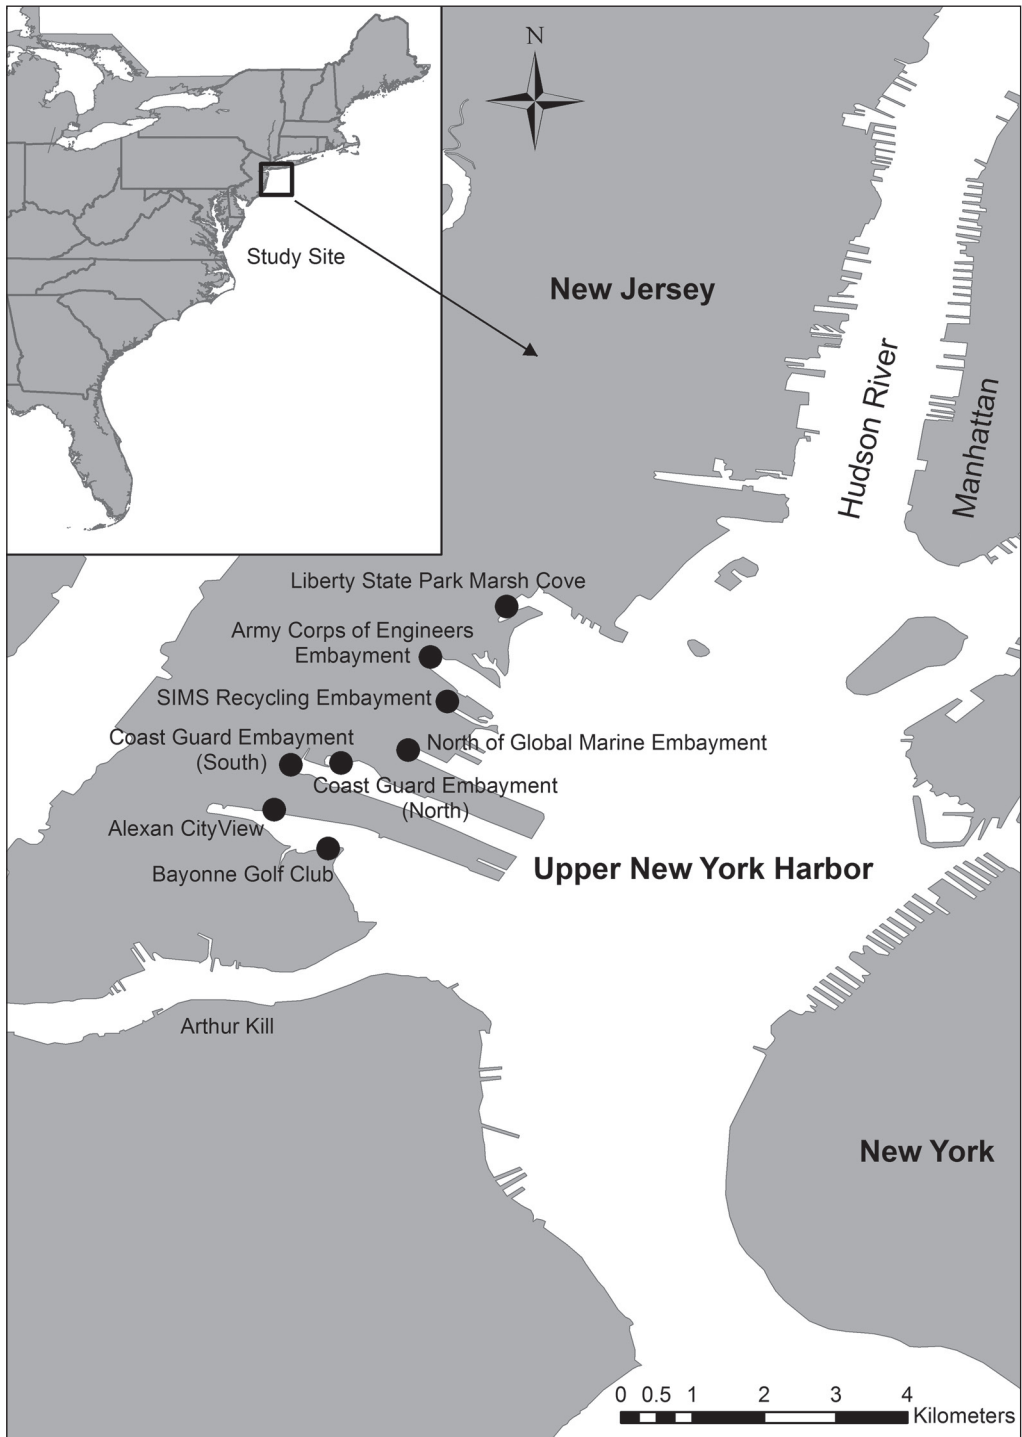 N
Study Site
New Jersey
Hudson River
Manhattan
Liberty State Park Marsh Cove
Army Corps of Engineers
Embayment
SIMS Recycling Embayment
Coast Guard Embayment
(South)
North of Global Marine Embayment
Coast Guard Embayment
(North)
Alexan CityView
Bayonne Golf Club
Upper New York Harbor
Arthur Kill
New York
0 0.5 1 2 3 4
Kilometers